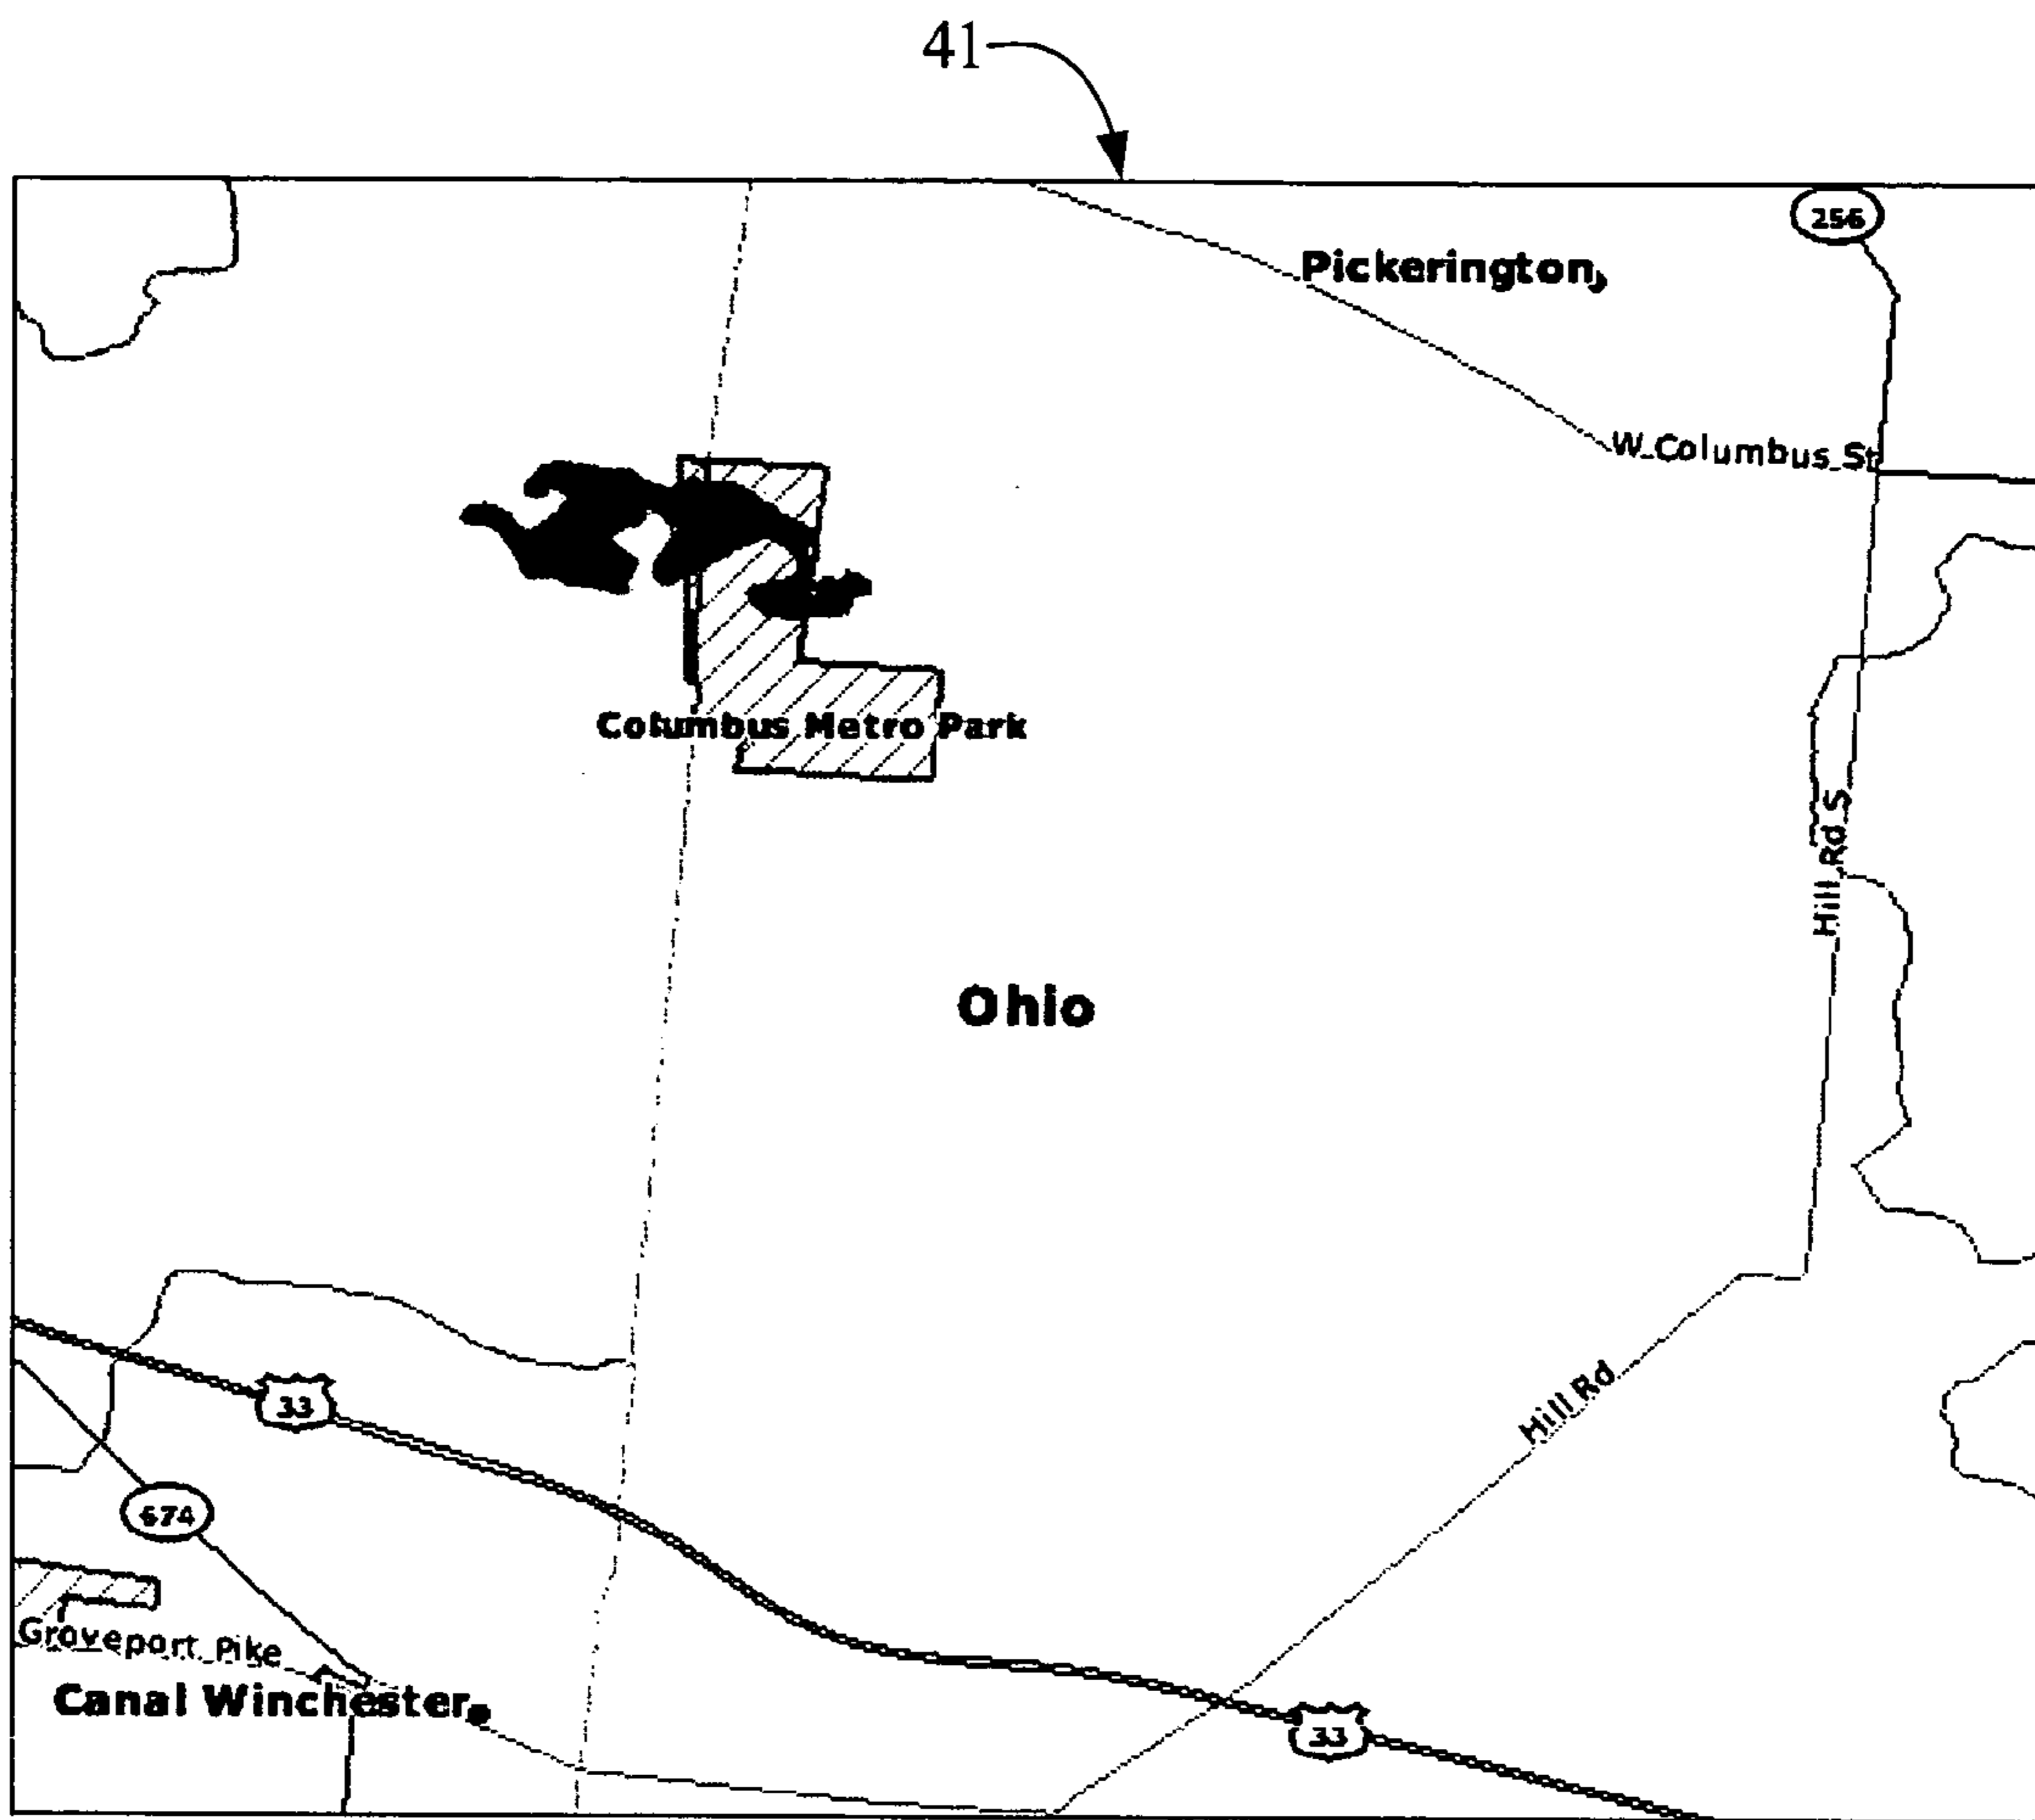 41
256
Pickerington
W Columbus St
Columbus Metro Park
Hill Rd S
Ohio
Hill Rd
33
674
Groveport Pike
Canal Winchester
33